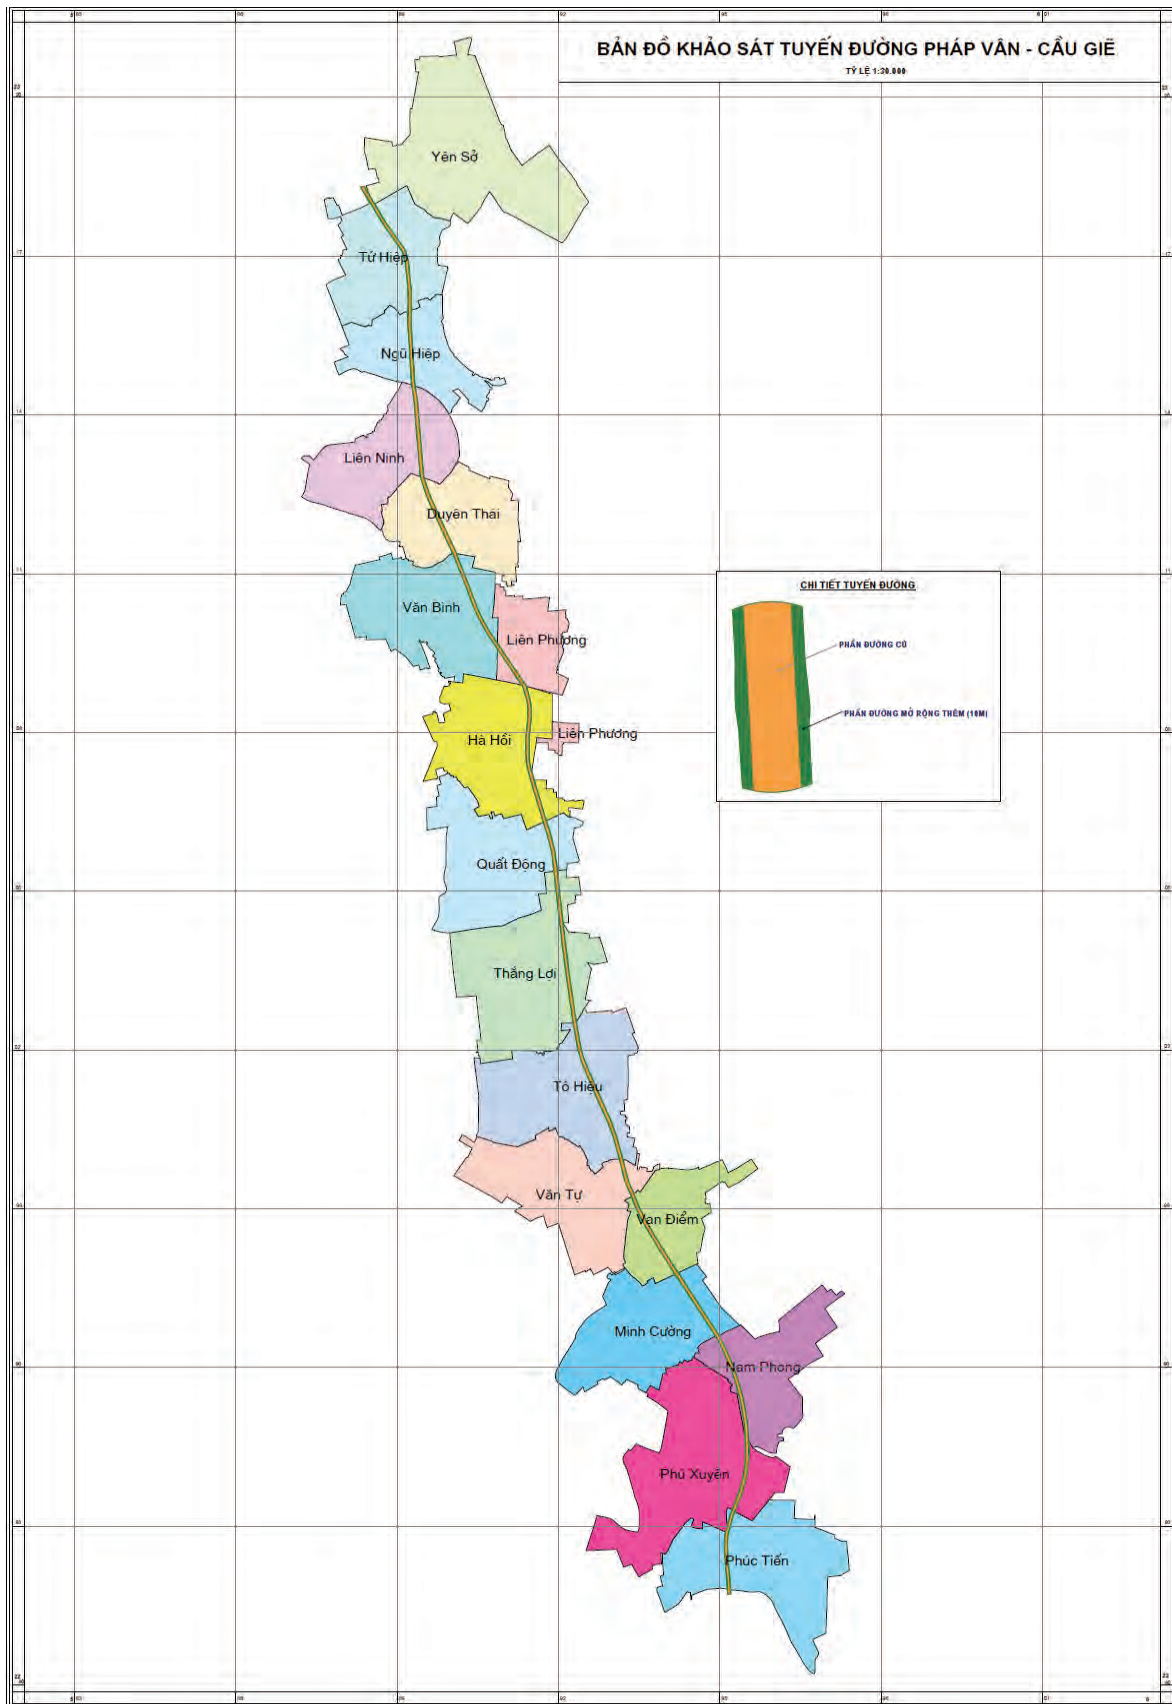 BẢN ĐỒ KHẢO SÁT TUYẾN ĐƯỜNG PHÁP VÂN - CẦU GIẼ
TỶ LỆ 1:30.000
Yên Sở
Tứ Hiệp
Ngũ Hiệp
Liên Ninh
Duyên Thái
CHI TIẾT TUYẾN ĐƯỜNG
Văn Bình
Liên Phương
PHẦN ĐƯỜNG CŨ
PHẦN ĐƯỜNG MỞ RỘNG THÊM (10M)
Liên Phương
Hà Hồi
Quất Động
Thắng Lợi
Tô Hiệu
Văn Tự
Vạn Điểm
Minh Cường
Nam Phong
Phú Xuyên
Phúc Tiến